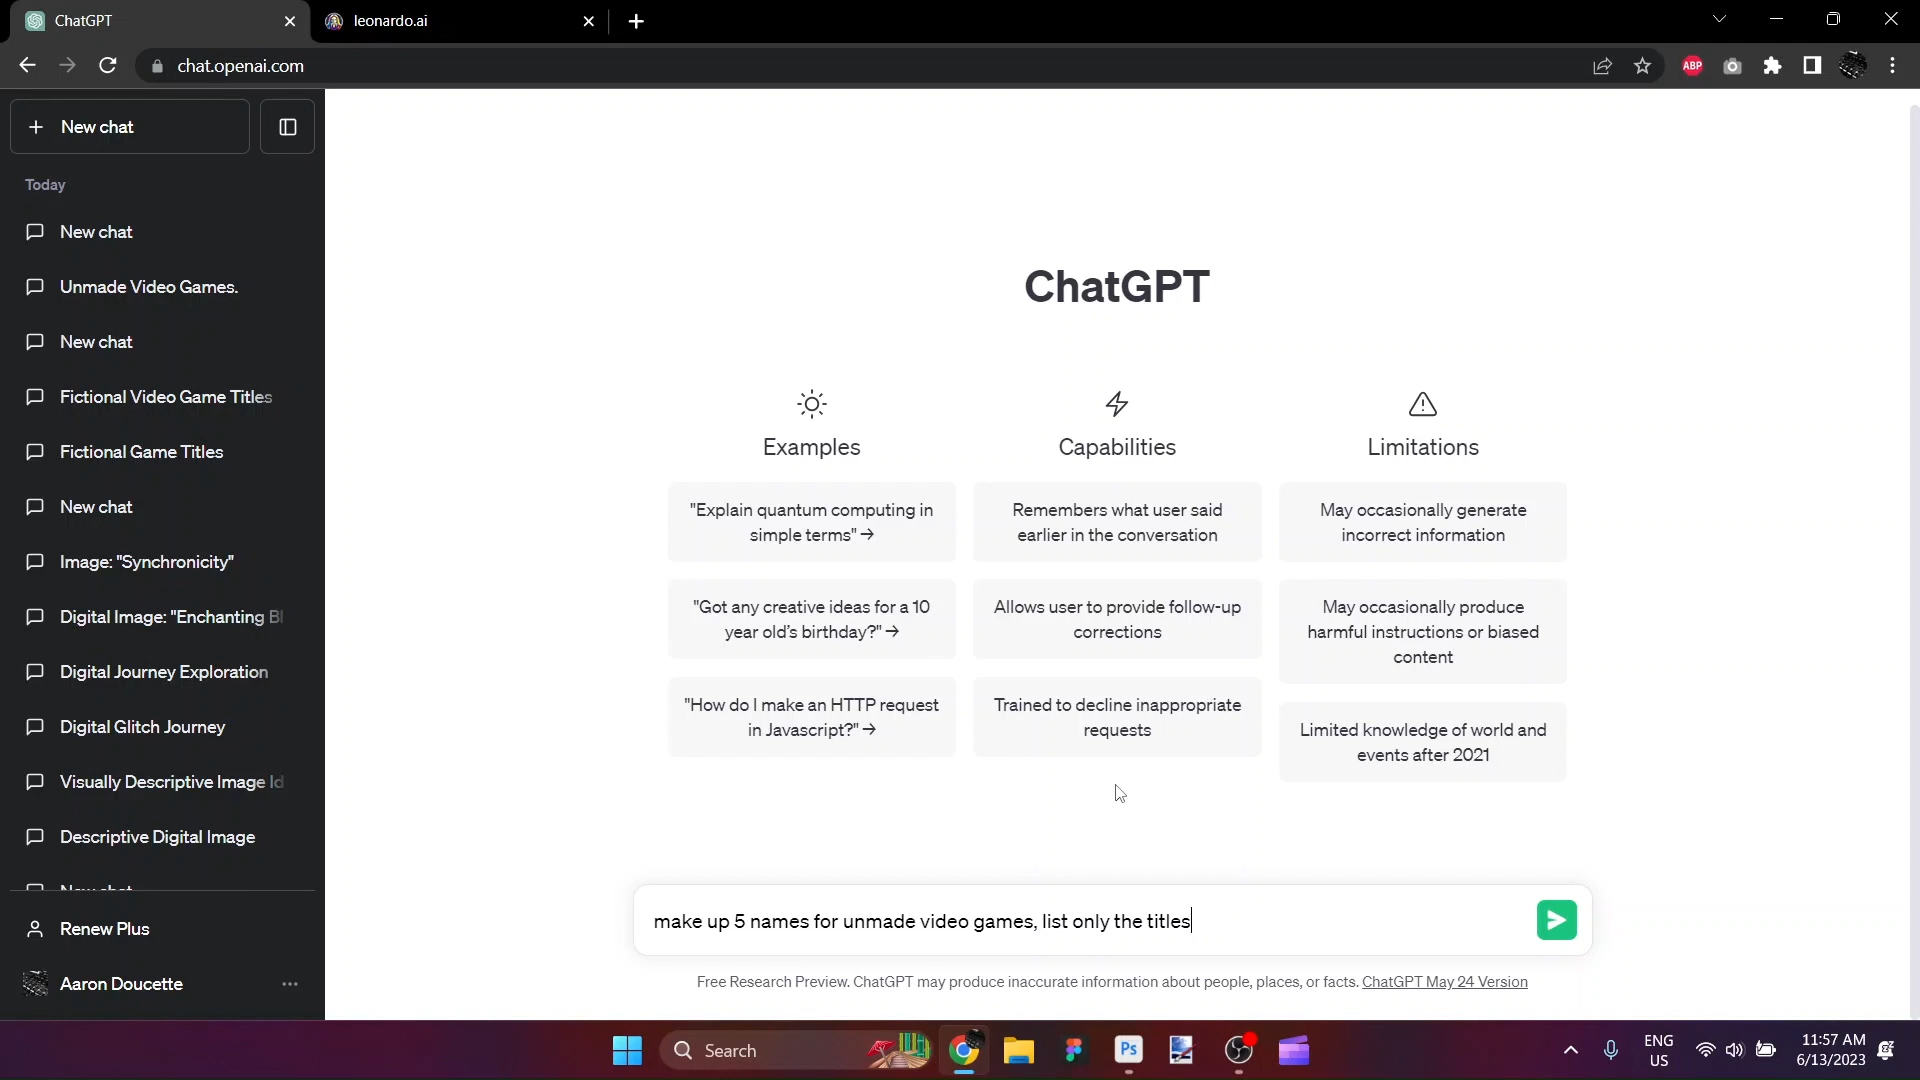 ChatGPT
leonardo.ai
chat.openai.com
ABP
New chat
Today
New chat
Unmade Video Games.
New chat
Fictional Video Game Titles
Fictional Game Titles
New chat
Image: "Synchronicity"
Digital Image: "Enchanting Bl
Digital Journey Exploration
Digital Glitch Journey
Visually Descriptive Image Id
Descriptive Digital Image
New chat
Renew Plus
Aaron Doucette
ChatGPT
Examples
"Explain quantum computing in
simple terms" →
"Got any creative ideas for a 10
year old's birthday?" →
"How do I make an HTTP request
in Javascript?" →
Capabilities
Remembers what user said
earlier in the conversation
Allows user to provide follow-up
corrections
Trained to decline inappropriate
requests
Limitations
May occasionally generate
incorrect information
May occasionally produce
harmful instructions or biased
content
Limited knowledge of world and
events after 2021
make up 5 names for unmade video games, list only the titles
Free Research Preview. ChatGPT may produce inaccurate information about people, places, or facts. ChatGPT May 24 Version
Search
Ps
ENG
US
11:57 AM
6/13/2023